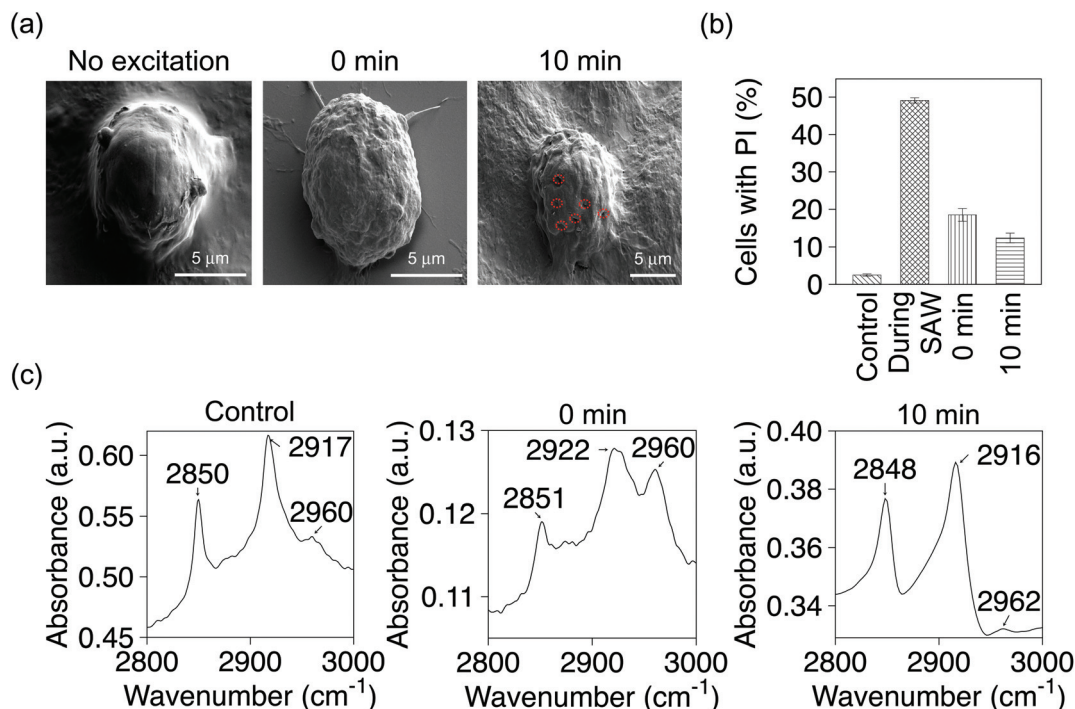 (a)
No excitation
0 min
10 min
5 μm
5 μm
5 μm
(b)
Cells with PI (%)
50
40
30
20
10
0
Control
During
SAW
0 min
10 min
(c)
Control
Absorbance (a.u.)
0.60
0.55
0.50
0.45
2850
2917
2960
2800 2900 3000
Wavenumber (cm⁻¹)
0 min
Absorbance (a.u.)
0.13
0.12
0.11
2851
2922
2960
2800 2900 3000
Wavenumber (cm⁻¹)
10 min
Absorbance (a.u.)
0.40
0.38
0.36
0.34
2848
2916
2962
2800 2900 3000
Wavenumber (cm⁻¹)